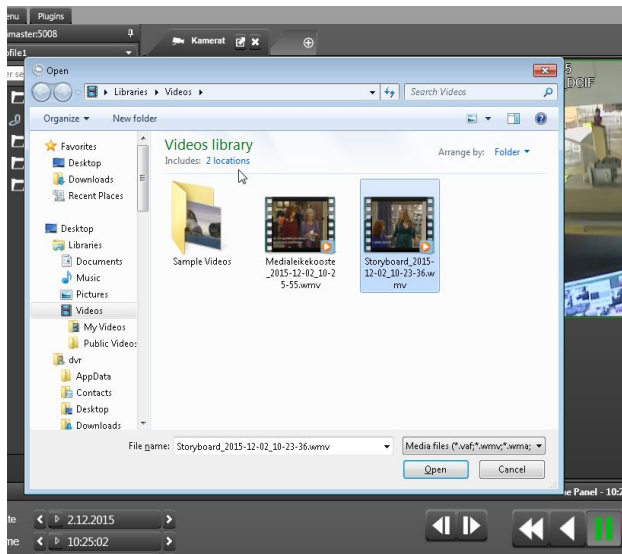 enu Plugins
master:5008
ofile1
Kamerat
Open
Libraries Videos
Search Videos
Organize New folder
Favorites
Desktop
Downloads
Recent Places
Desktop
Libraries
Documents
Music
Pictures
Videos
My Videos
Public Videos
dvr
AppData
Contacts
Desktop
Downloads
Videos library
Includes: 2 locations
Arrange by: Folder
Sample Videos
Medialeikekooste
_2015-12-02_10-2
5-55.wmv
Storyboard_2015-
12-02_10-23-36.w
mv
File name: Storyboard_2015-12-02_10-23-36.wmv
Media files (*.vaf;*.wmv;*.wma;
Open Cancel
5
DCIF
ne Panel - 10:2
te 2.12.2015
me 10:25:02